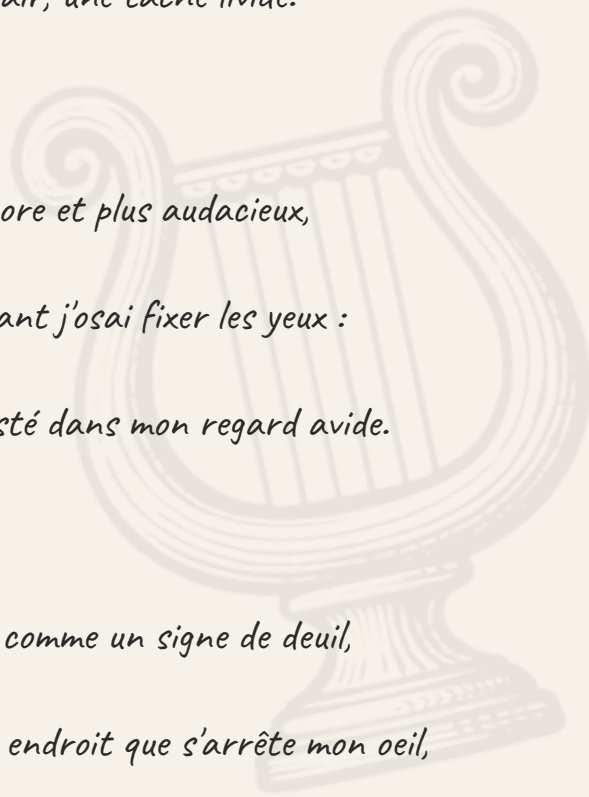 une tache livide.
ore et plus audacieux,
ant j'osai fixer les yeux :
sté dans mon regard avide.
comme un signe de deuil,
endroit que s'arrête mon oeil,